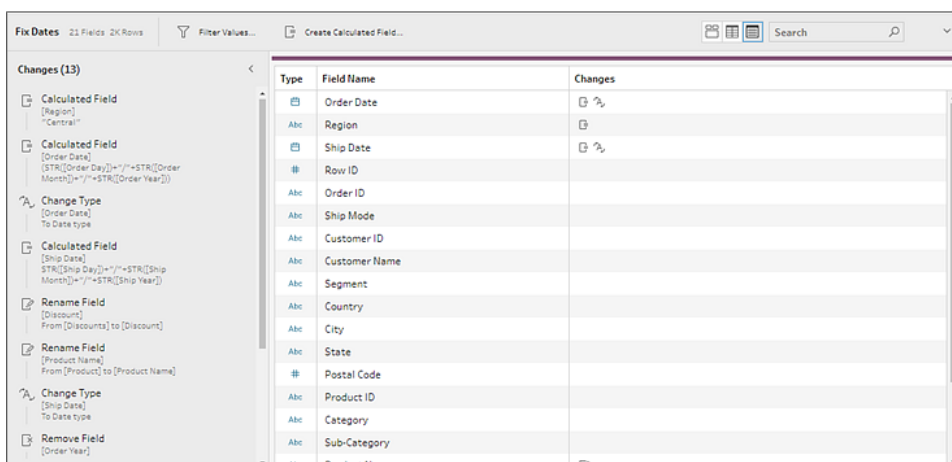 Fix Dates 21 Fields 2K Rows Filter Values... Create Calculated Field... Search
Changes (13)
Calculated Field
[Region]
"Central"
Calculated Field
[Order Date]
(STR([Order Day])+"/"+STR([Order
Month])+"/"+STR([Order Year]))
Change Type
[Order Date]
To Date type
Calculated Field
[Ship Date]
STR([Ship Day])+"/"+STR([Ship
Month])+"/"+STR([Ship Year])
Rename Field
[Discount]
From [Discounts] to [Discount]
Rename Field
[Product Name]
From [Product] to [Product Name]
Change Type
[Ship Date]
To Date type
Remove Field
[Order Year]
Type Field Name Changes
Order Date
Abc Region
Ship Date
# Row ID
Abc Order ID
Abc Ship Mode
Abc Customer ID
Abc Customer Name
Abc Segment
Abc Country
Abc City
Abc State
# Postal Code
Abc Product ID
Abc Category
Abc Sub-Category